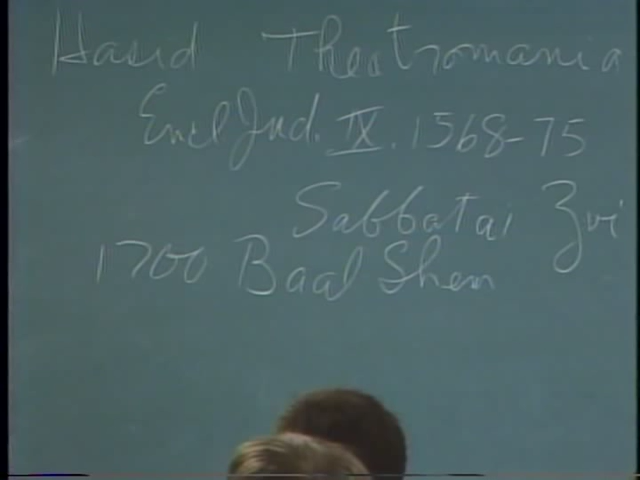 Hasid Theatromania
Encl Jud. IX. 1568-75
Sabbatai Zvi
1700 Baal Shem